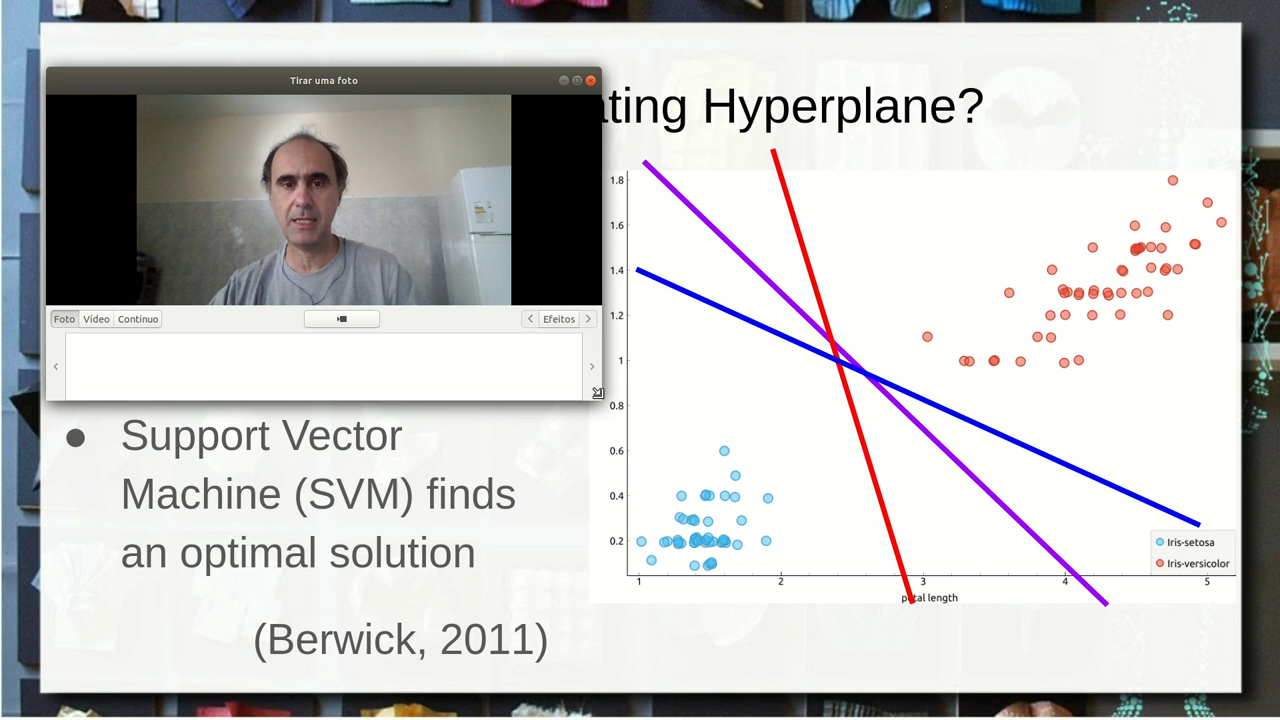 Tirar uma foto
ating Hyperplane?
Foto Vídeo Contínuo Efeitos
● Support Vector
Machine (SVM) finds
an optimal solution
(Berwick, 2011)
1.8
1.6
1.4
1.2
1
0.8
0.6
0.4
0.2
1 2 3 4 5
petal length
Iris-setosa
Iris-versicolor